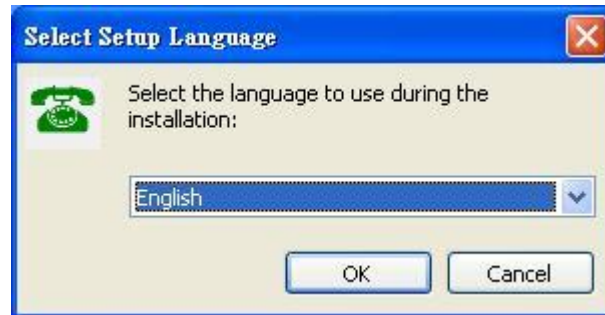 Select Setup Language
Select the language to use during the
installation:
English
OK
Cancel